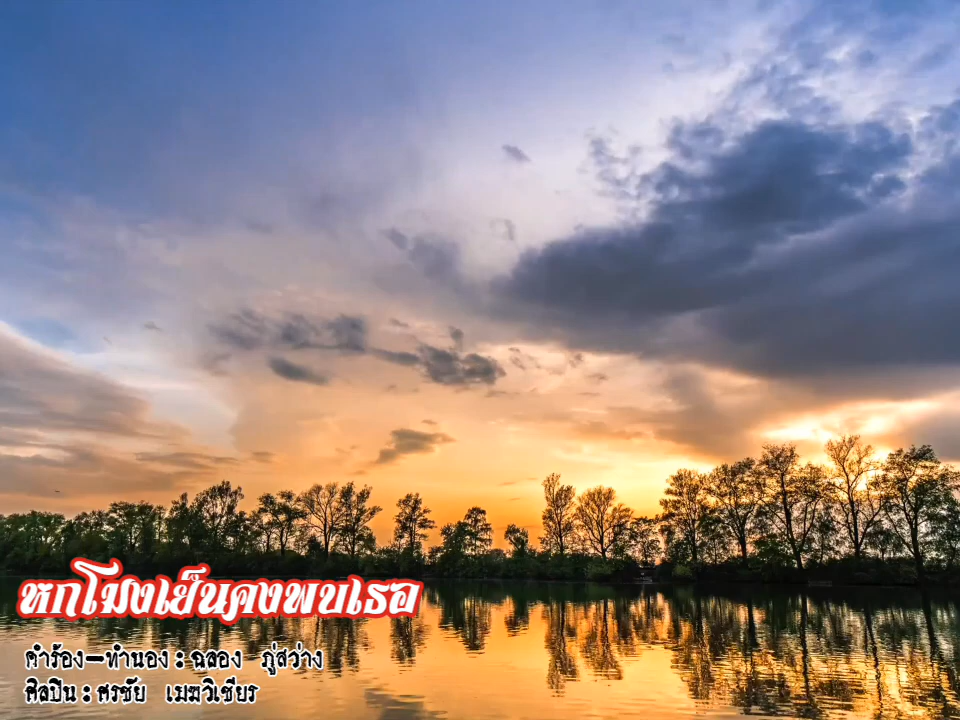 หกโมงเย็นคงพบเธอ
คำร้อง-ทำนอง : ฉลอง ภู่สว่าง
ศิลปิน : ศรชัย เมฆวิเชียร